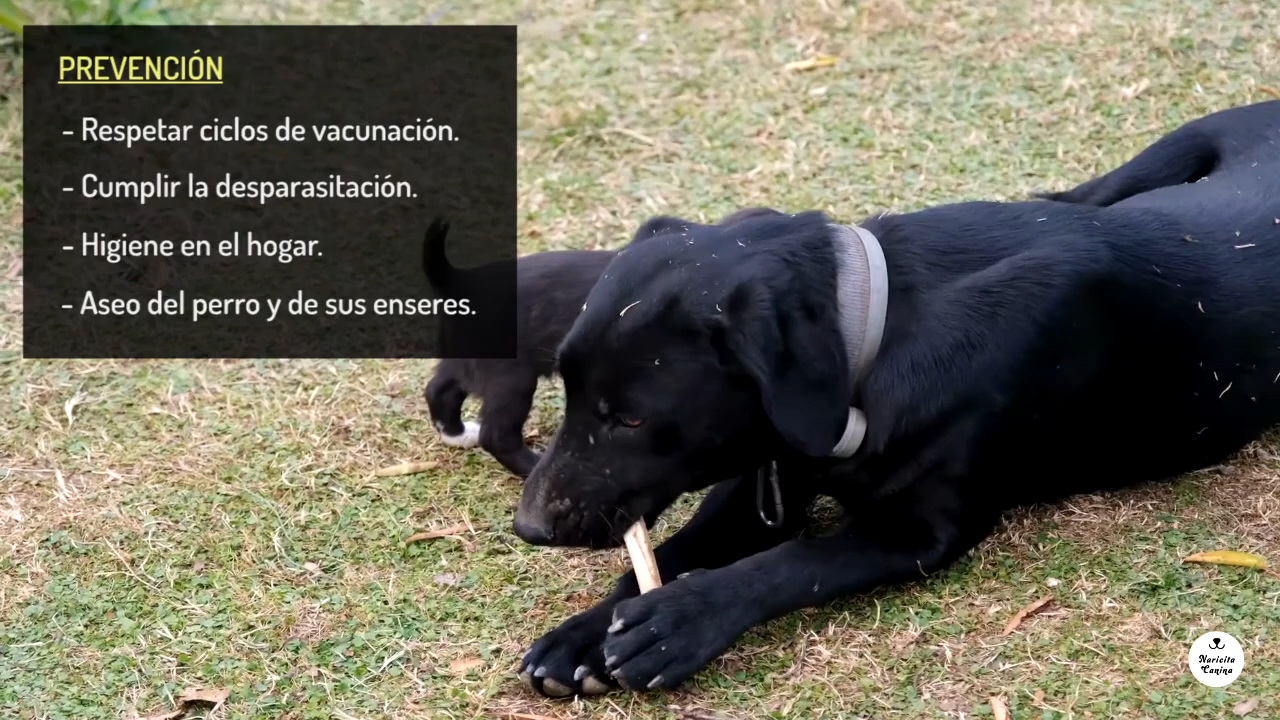 PREVENCIÓN
- Respetar ciclos de vacunación.
- Cumplir la desparasitación.
- Higiene en el hogar.
- Aseo del perro y de sus enseres.
Naricita
Canina